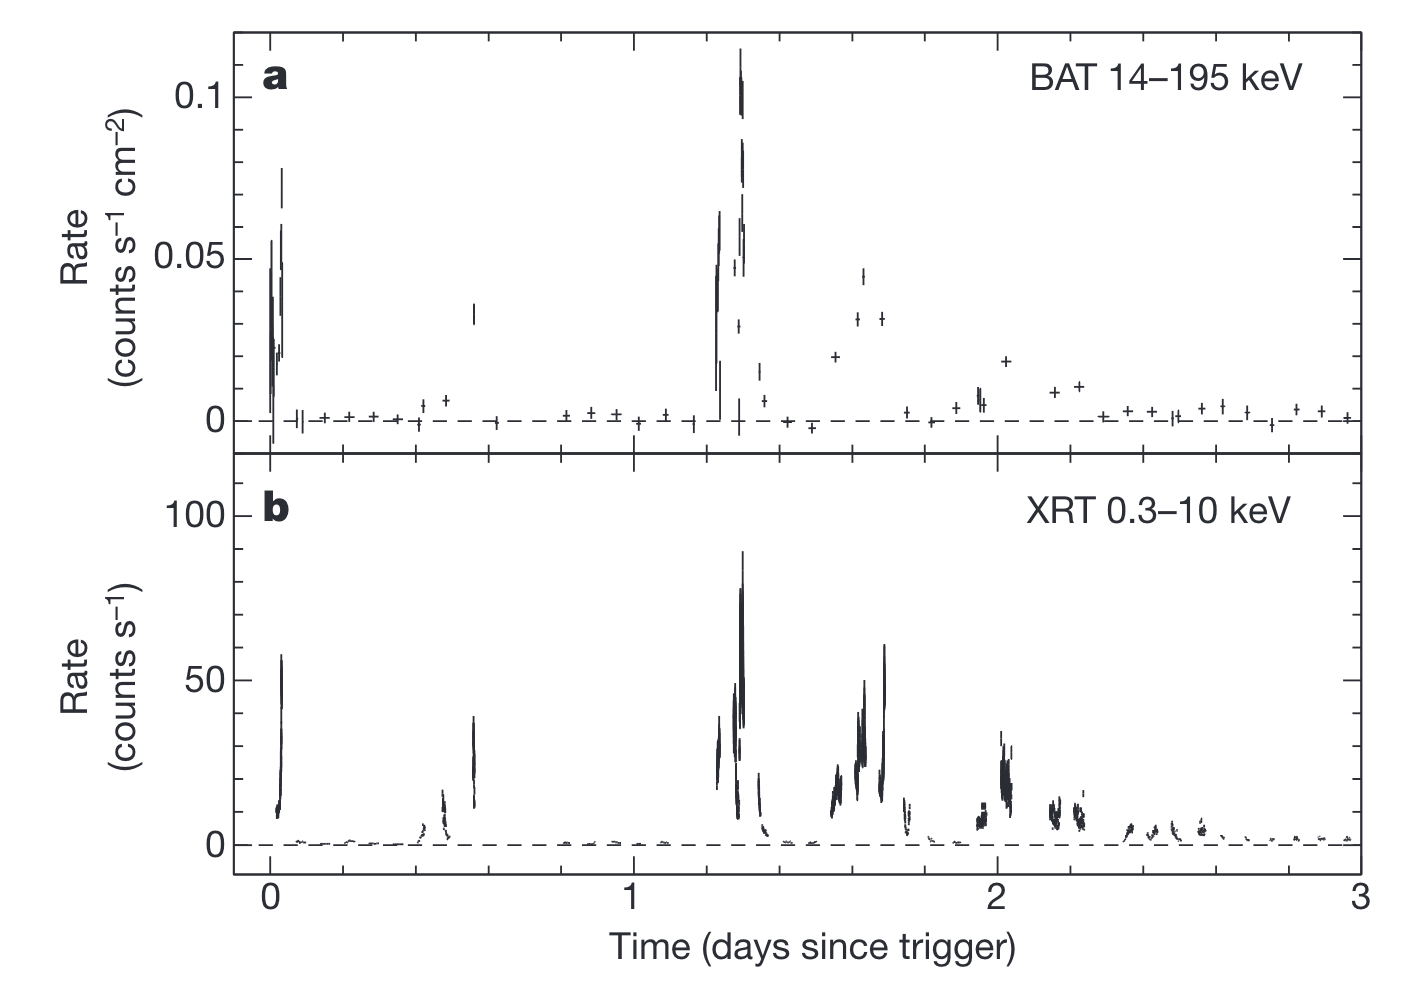 a
BAT 14–195 keV
0.1
0.05
0
Rate
(counts s⁻¹ cm⁻²)
b
XRT 0.3–10 keV
100
50
0
Rate
(counts s⁻¹)
0 1 2 3
Time (days since trigger)